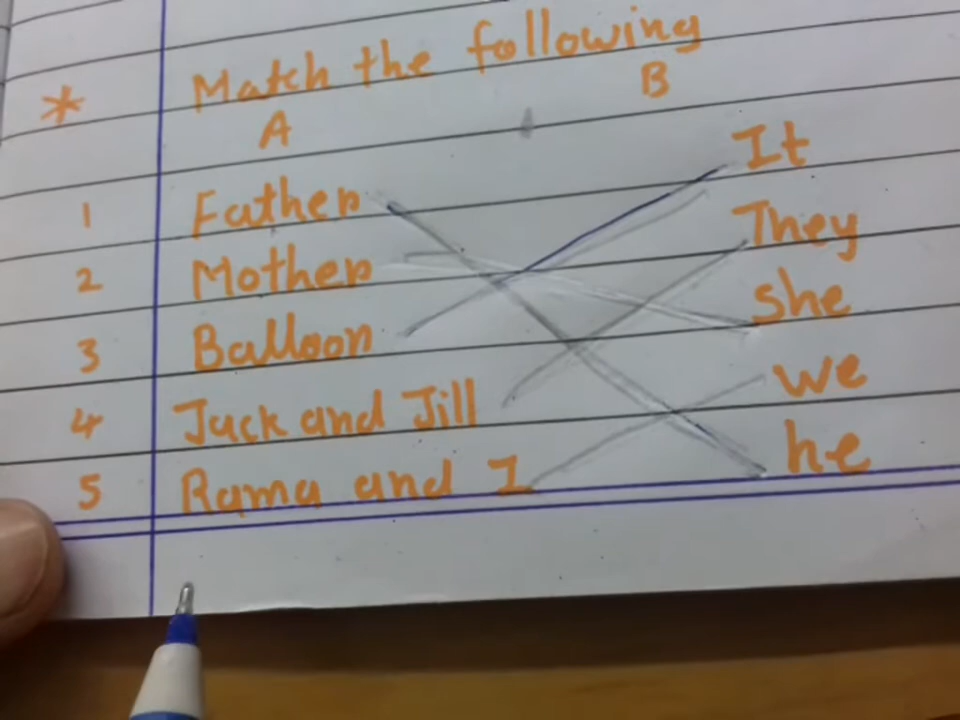 * Match the following
A B
1 Father It
2 Mother They
3 Balloon She
4 Jack and Jill we
5 Rama and I he